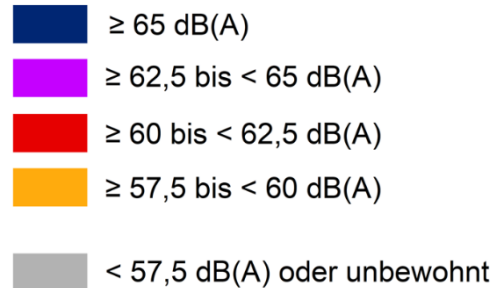 ≥ 65 dB(A)
≥ 62,5 bis < 65 dB(A)
≥ 60 bis < 62,5 dB(A)
≥ 57,5 bis < 60 dB(A)
< 57,5 dB(A) oder unbewohnt